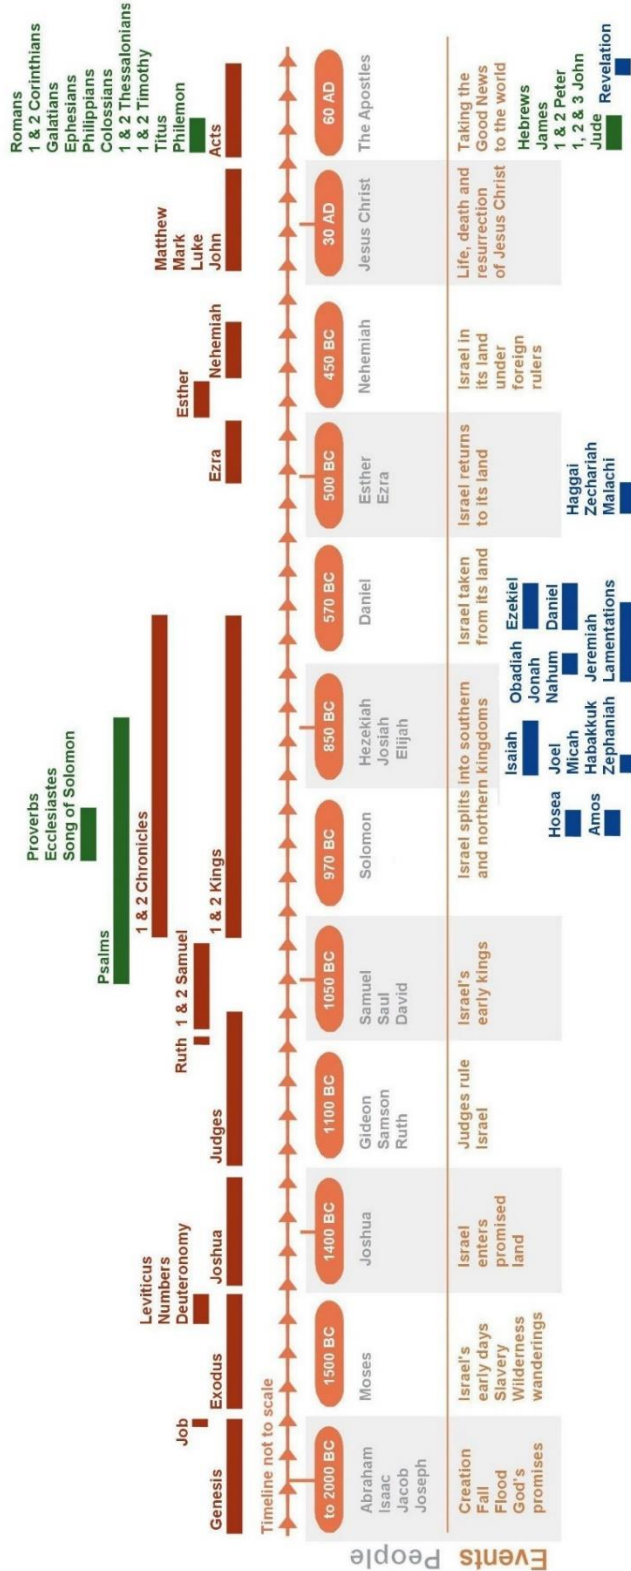 Romans
1 & 2 Corinthians
Galatians
Ephesians
Philippians
Colossians
1 & 2 Thessalonians
1 & 2 Timothy
Titus
Philemon
Proverbs
Ecclesiastes
Song of Solomon
Psalms
1 & 2 Chronicles
Matthew
Mark
Luke
John
Job
Leviticus
Numbers
Deuteronomy
Ruth
1 & 2 Samuel
Esther
Genesis
Exodus
Joshua
Judges
1 & 2 Kings
Ezra
Nehemiah
Acts
Timeline not to scale
to 2000 BC
1500 BC
1400 BC
1100 BC
1050 BC
970 BC
850 BC
570 BC
500 BC
450 BC
30 AD
60 AD
People
Abraham
Isaac
Jacob
Joseph
Moses
Joshua
Gideon
Samson
Ruth
Samuel
Saul
David
Solomon
Hezekiah
Josiah
Elijah
Daniel
Esther
Ezra
Nehemiah
Jesus Christ
The Apostles
Events
Creation
Fall
Flood
God's
promises
Israel's
early days
Slavery
Wilderness
wanderings
Israel
enters
promised
land
Judges rule
Israel
Israel's
early kings
Israel splits into southern
and northern kingdoms
Israel taken
from its land
Israel returns
to its land
Israel in
its land
under
foreign
rulers
Life, death and
resurrection
of Jesus Christ
Taking the
Good News
to the world
Hosea
Amos
Isaiah
Joel
Micah
Habakkuk
Zephaniah
Obadiah
Jonah
Nahum
Jeremiah
Lamentations
Ezekiel
Daniel
Haggai
Zechariah
Malachi
Hebrews
James
1 & 2 Peter
1, 2 & 3 John
Jude
Revelation